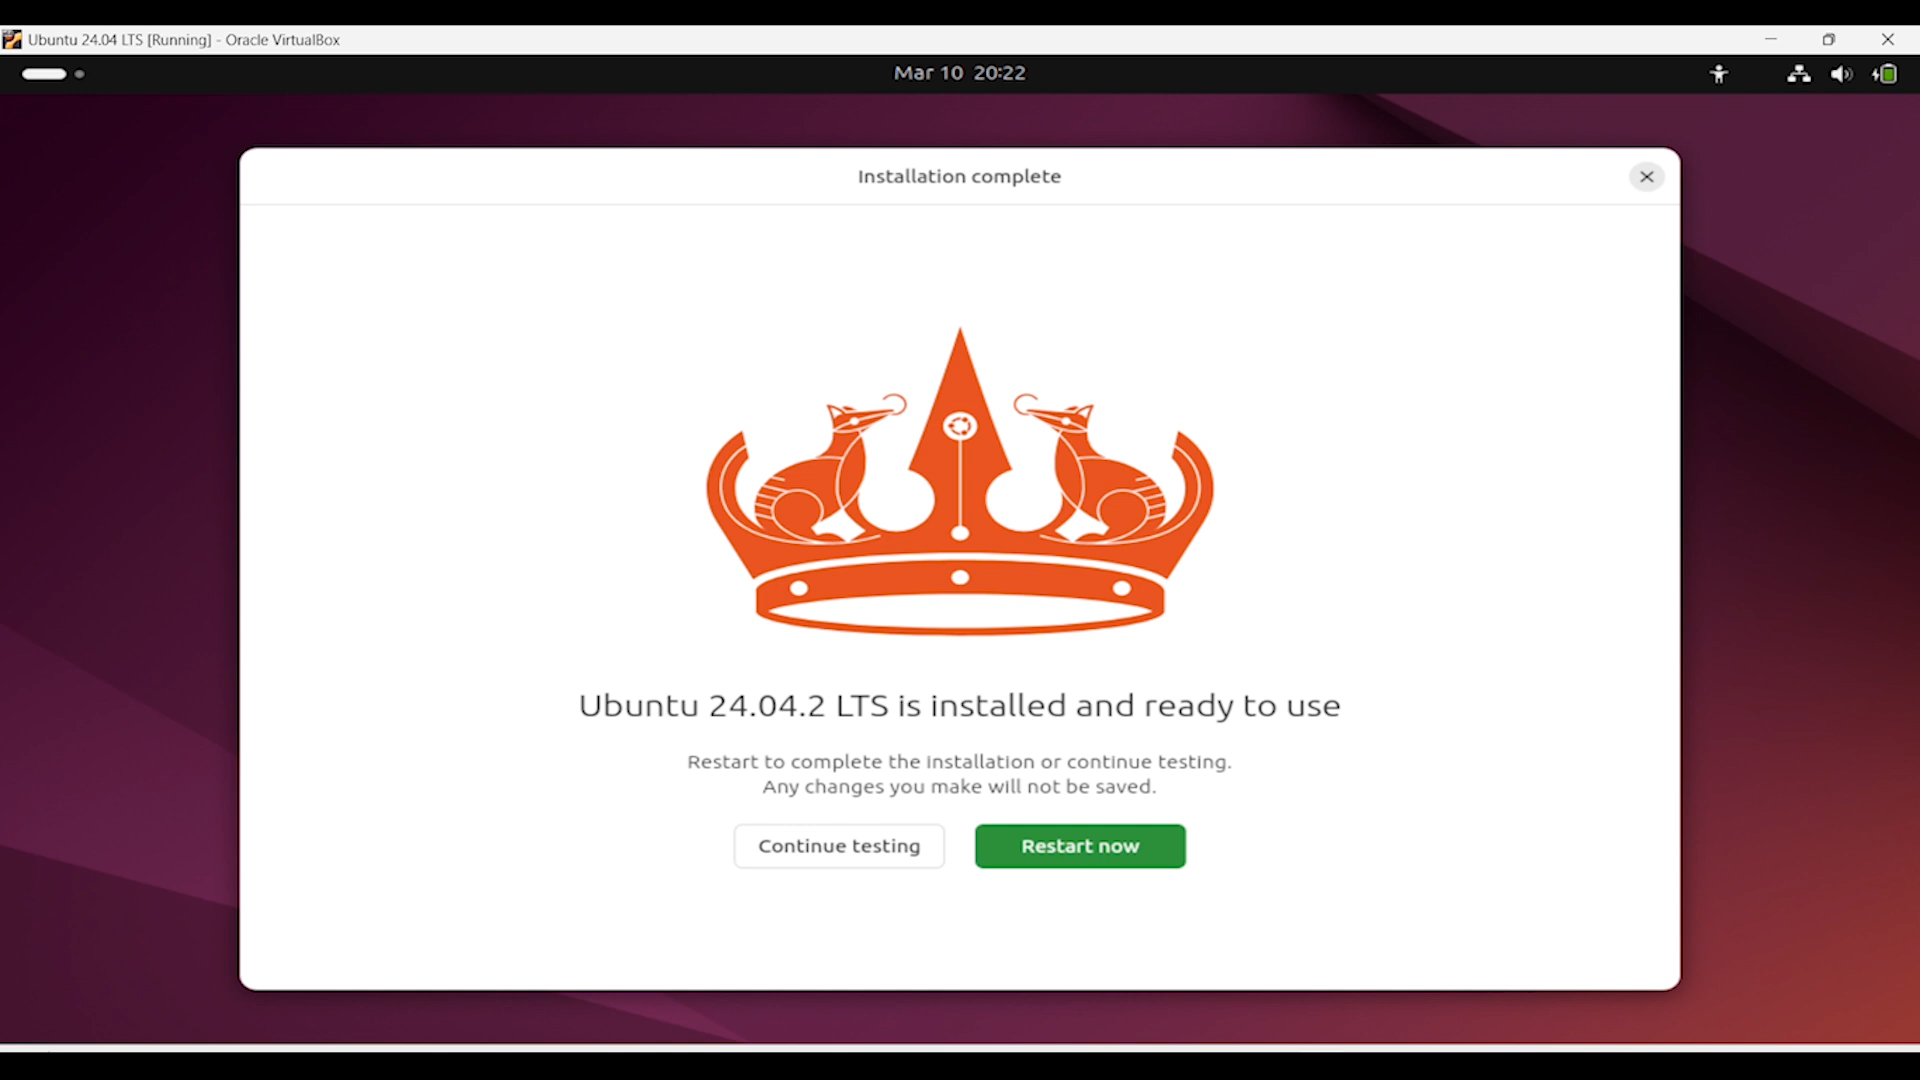 Ubuntu 24.04 LTS [Running] - Oracle VirtualBox
Mar 10 20:22
Installation complete
Ubuntu 24.04.2 LTS is installed and ready to use
Restart to complete the installation or continue testing.
Any changes you make will not be saved.
Continue testing
Restart now